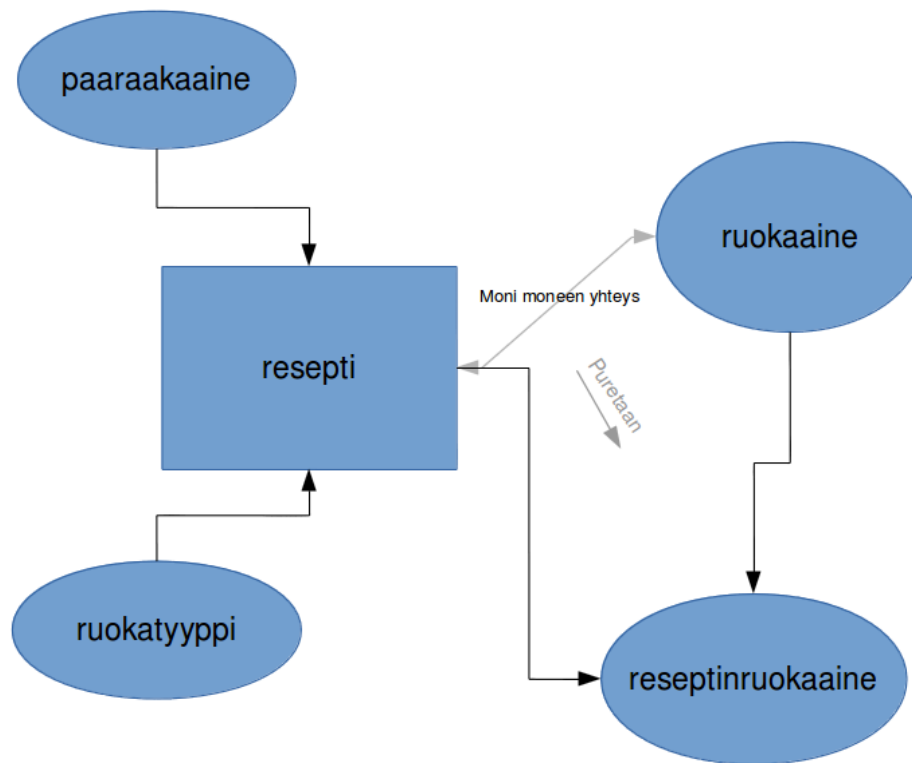 paaraakaaine
ruokaaine
Moni moneen yhteys
resepti
Puretaan
ruokatyyppi
reseptinruokaaine